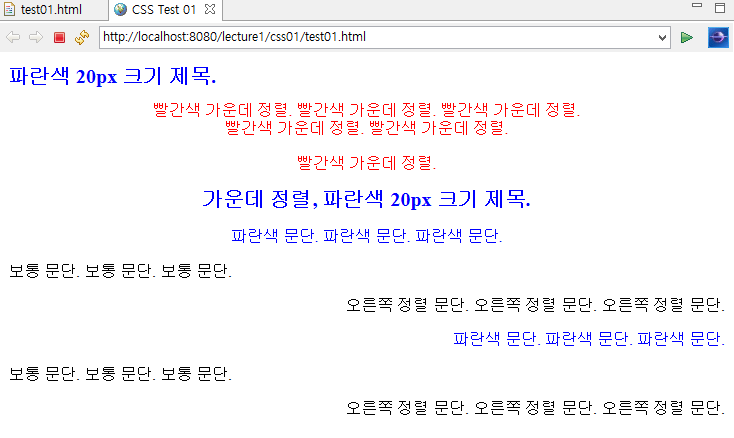 test01.html CSS Test 01
http://localhost:8080/lecture1/css01/test01.html
파란색 20px 크기 제목.
빨간색 가운데 정렬. 빨간색 가운데 정렬. 빨간색 가운데 정렬.
빨간색 가운데 정렬. 빨간색 가운데 정렬.
빨간색 가운데 정렬.
가운데 정렬, 파란색 20px 크기 제목.
파란색 문단. 파란색 문단. 파란색 문단.
보통 문단. 보통 문단. 보통 문단.
오른쪽 정렬 문단. 오른쪽 정렬 문단. 오른쪽 정렬 문단.
파란색 문단. 파란색 문단. 파란색 문단.
보통 문단. 보통 문단. 보통 문단.
오른쪽 정렬 문단. 오른쪽 정렬 문단. 오른쪽 정렬 문단.